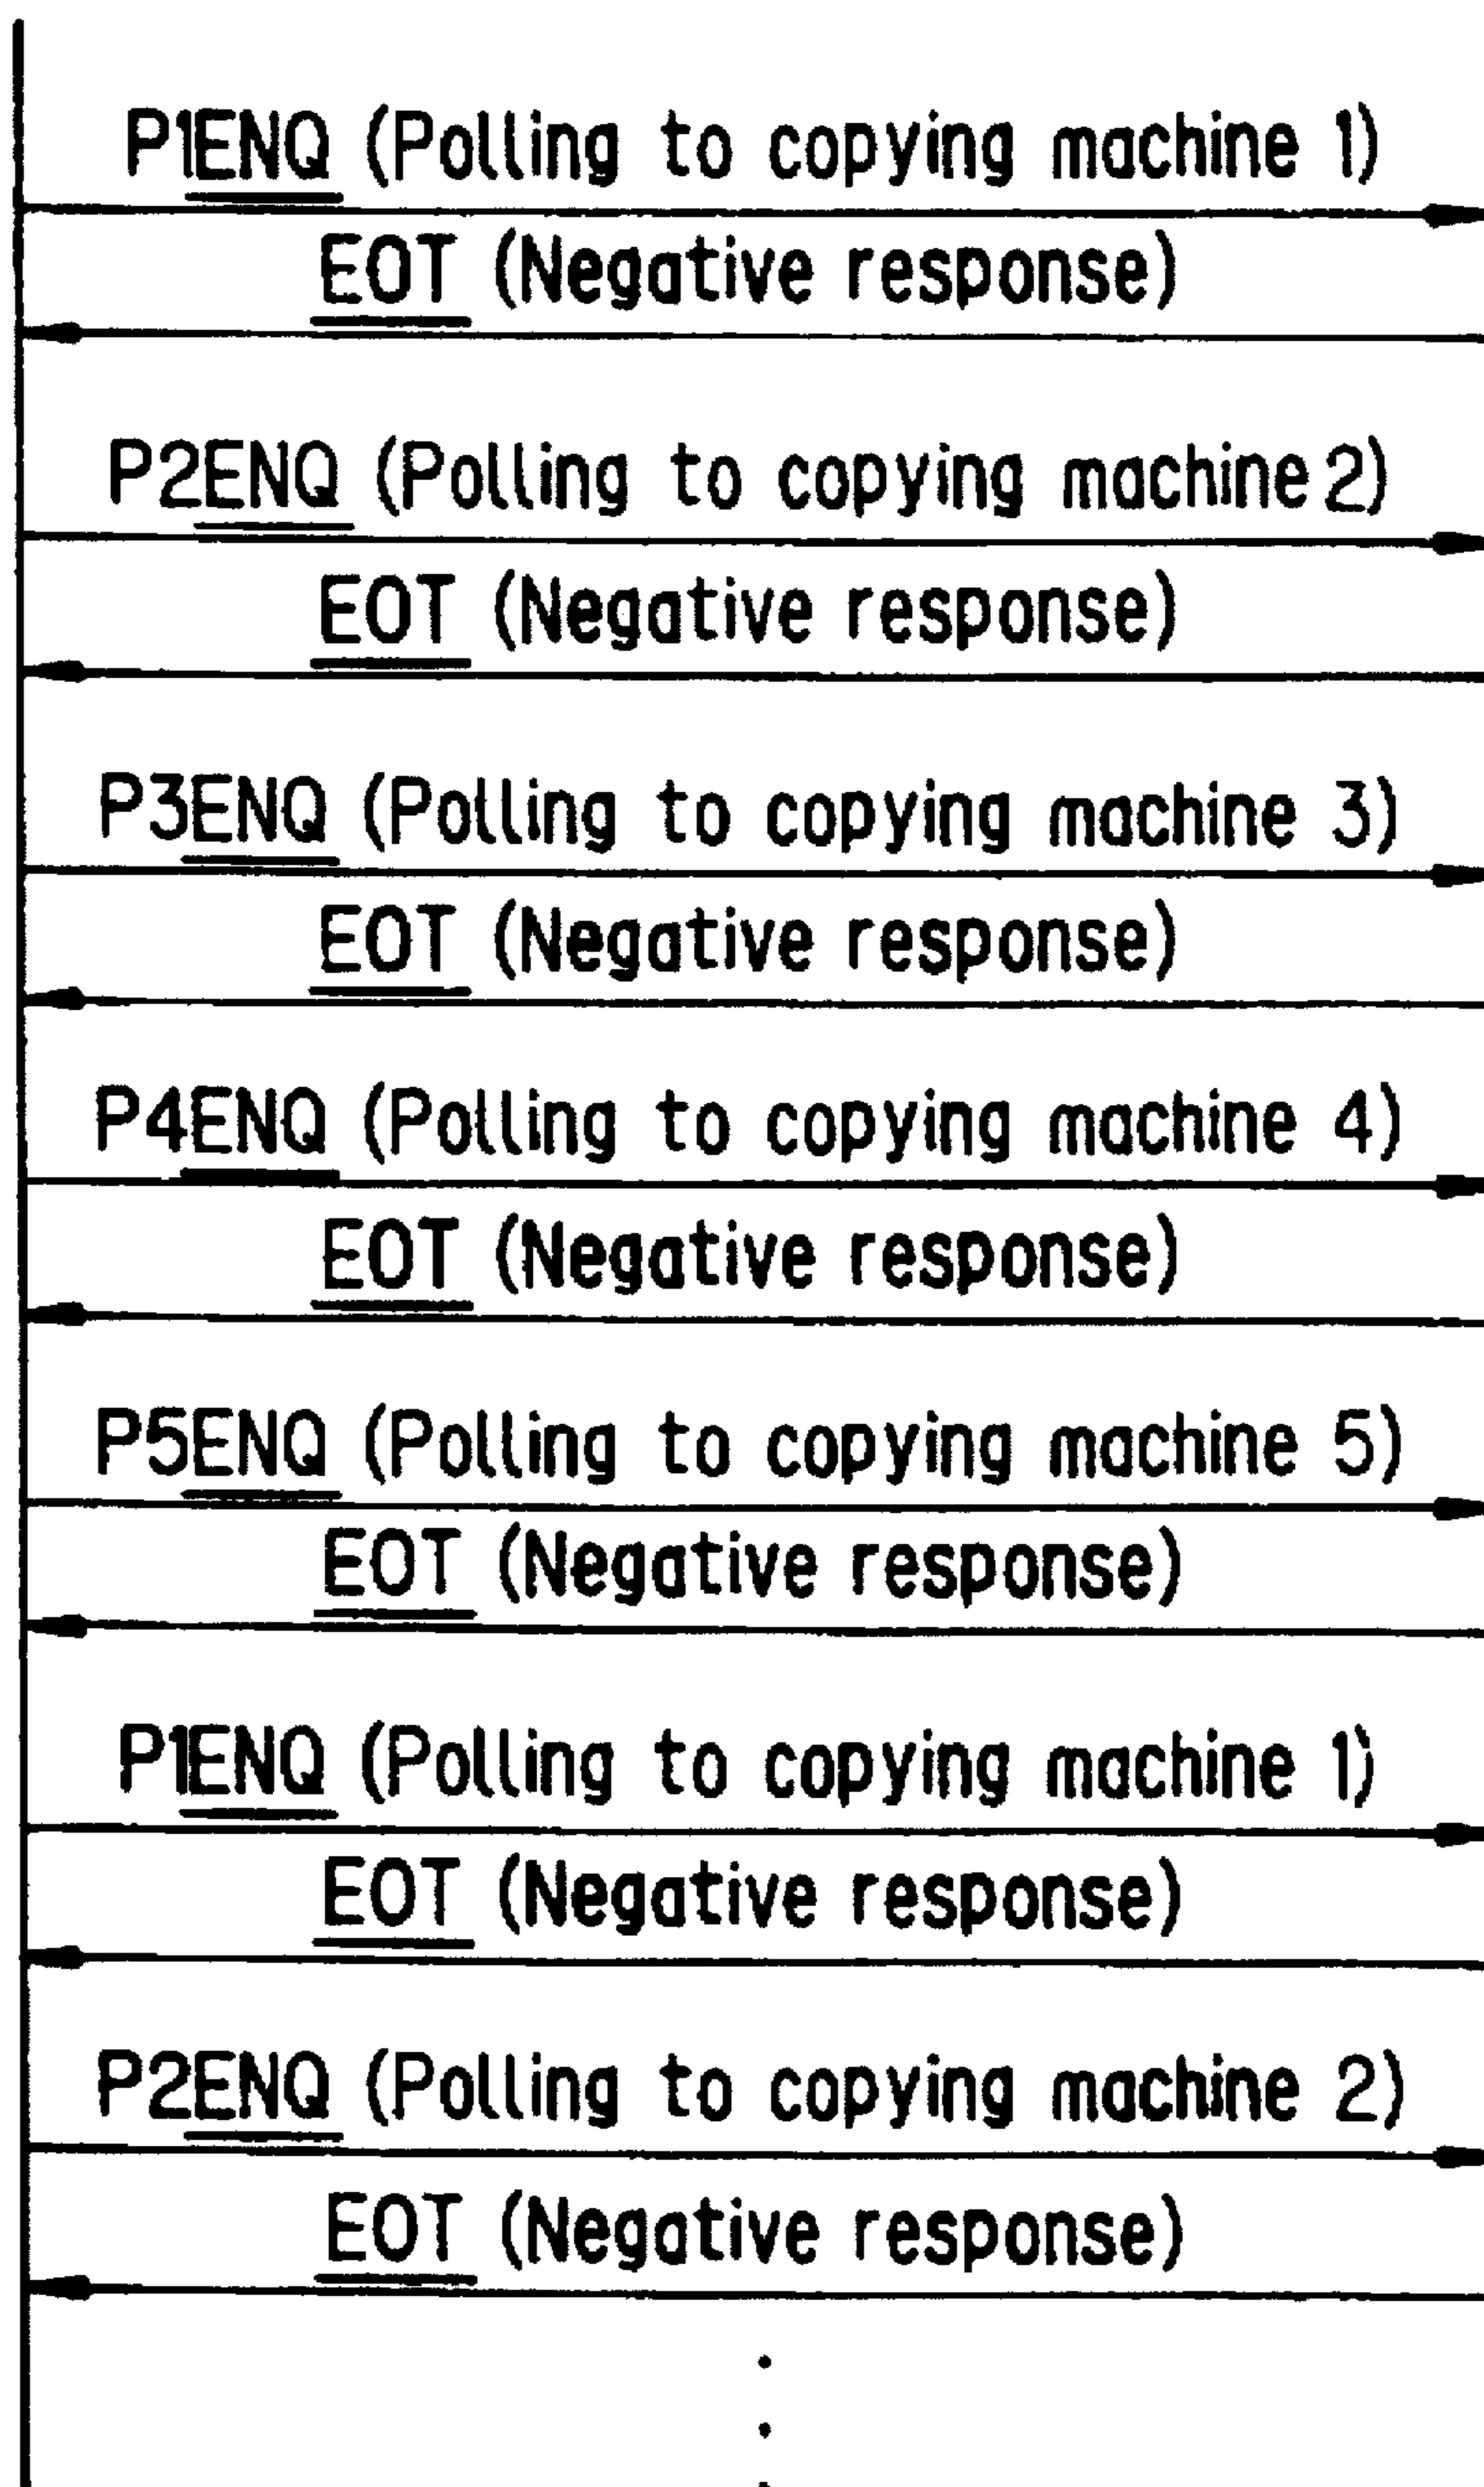 P1ENQ (Polling to copying machine 1)
EOT (Negative response)
P2ENQ (Polling to copying machine 2)
EOT (Negative response)
P3ENQ (Polling to copying machine 3)
EOT (Negative response)
P4ENQ (Polling to copying machine 4)
EOT (Negative response)
P5ENQ (Polling to copying machine 5)
EOT (Negative response)
P1ENQ (Polling to copying machine 1)
EOT (Negative response)
P2ENQ (Polling to copying machine 2)
EOT (Negative response)